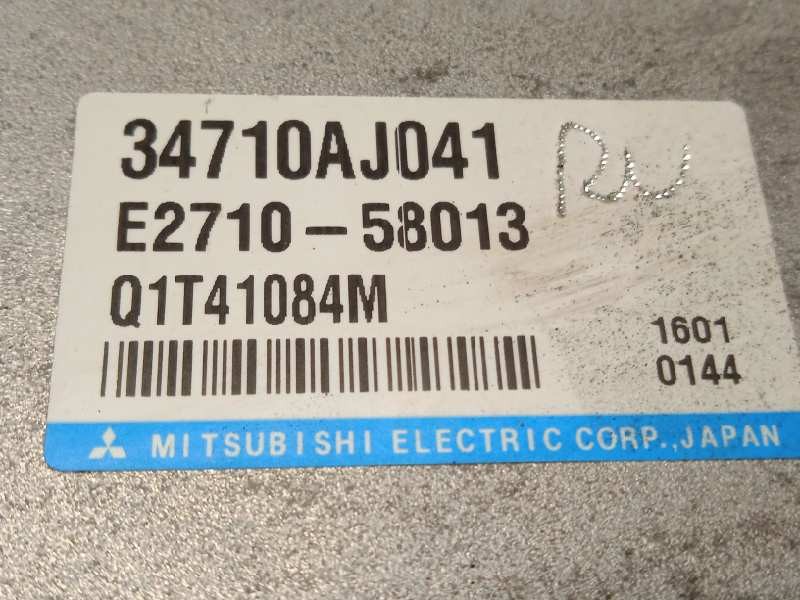 34710AJ041
E2710-58013
Q1T41084M
1601
0144
MITSUBISHI ELECTRIC CORP.,JAPAN